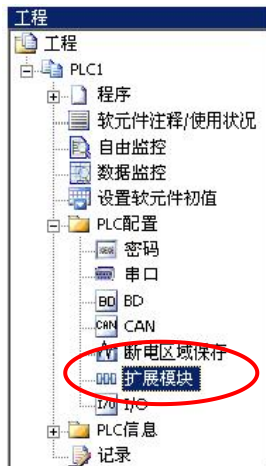 工程
工程
PLC1
程序
软元件注释/使用状况
自由监控
数据监控
设置软元件初值
PLC配置
密码
串口
BD BD
CAN CAN
断电区域保存
扩展模块
I/O I/O
PLC信息
记录